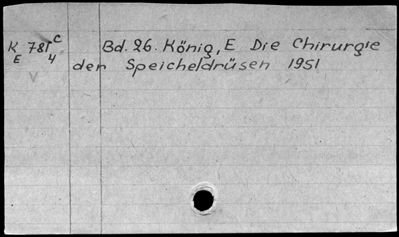 K 781 C Bd. 26. König, E Die Chirurgie
E 4 der Speicheldrüsen 1951